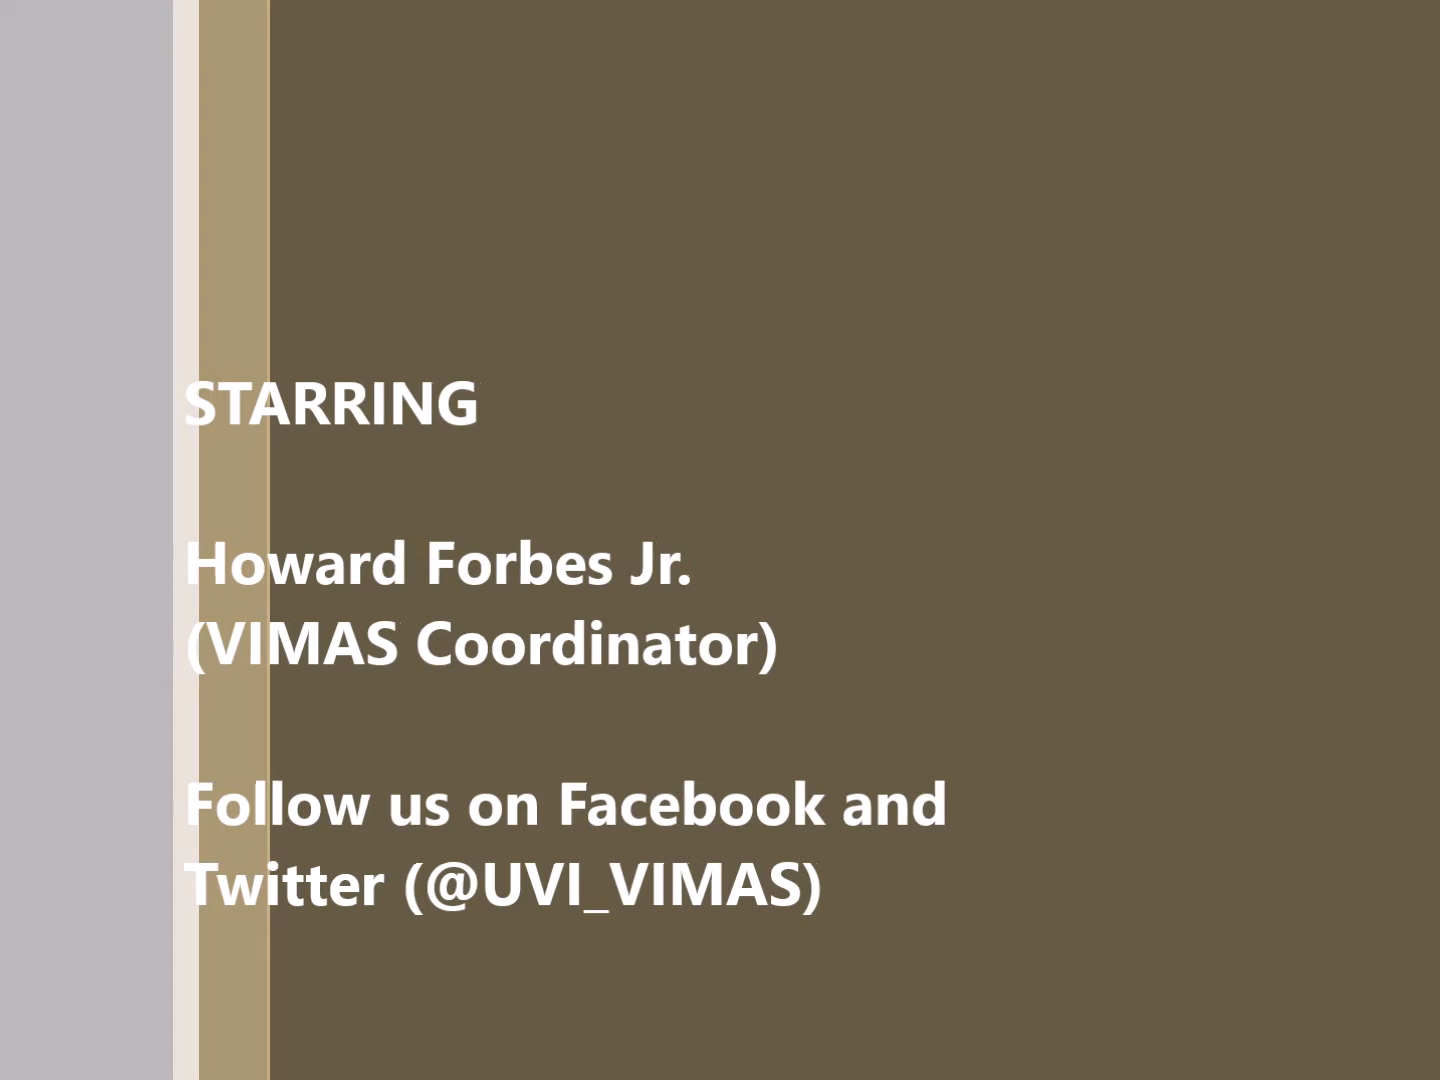 STARRING
Howard Forbes Jr.
(VIMAS Coordinator)
Follow us on Facebook and
Twitter (@UVI_VIMAS)